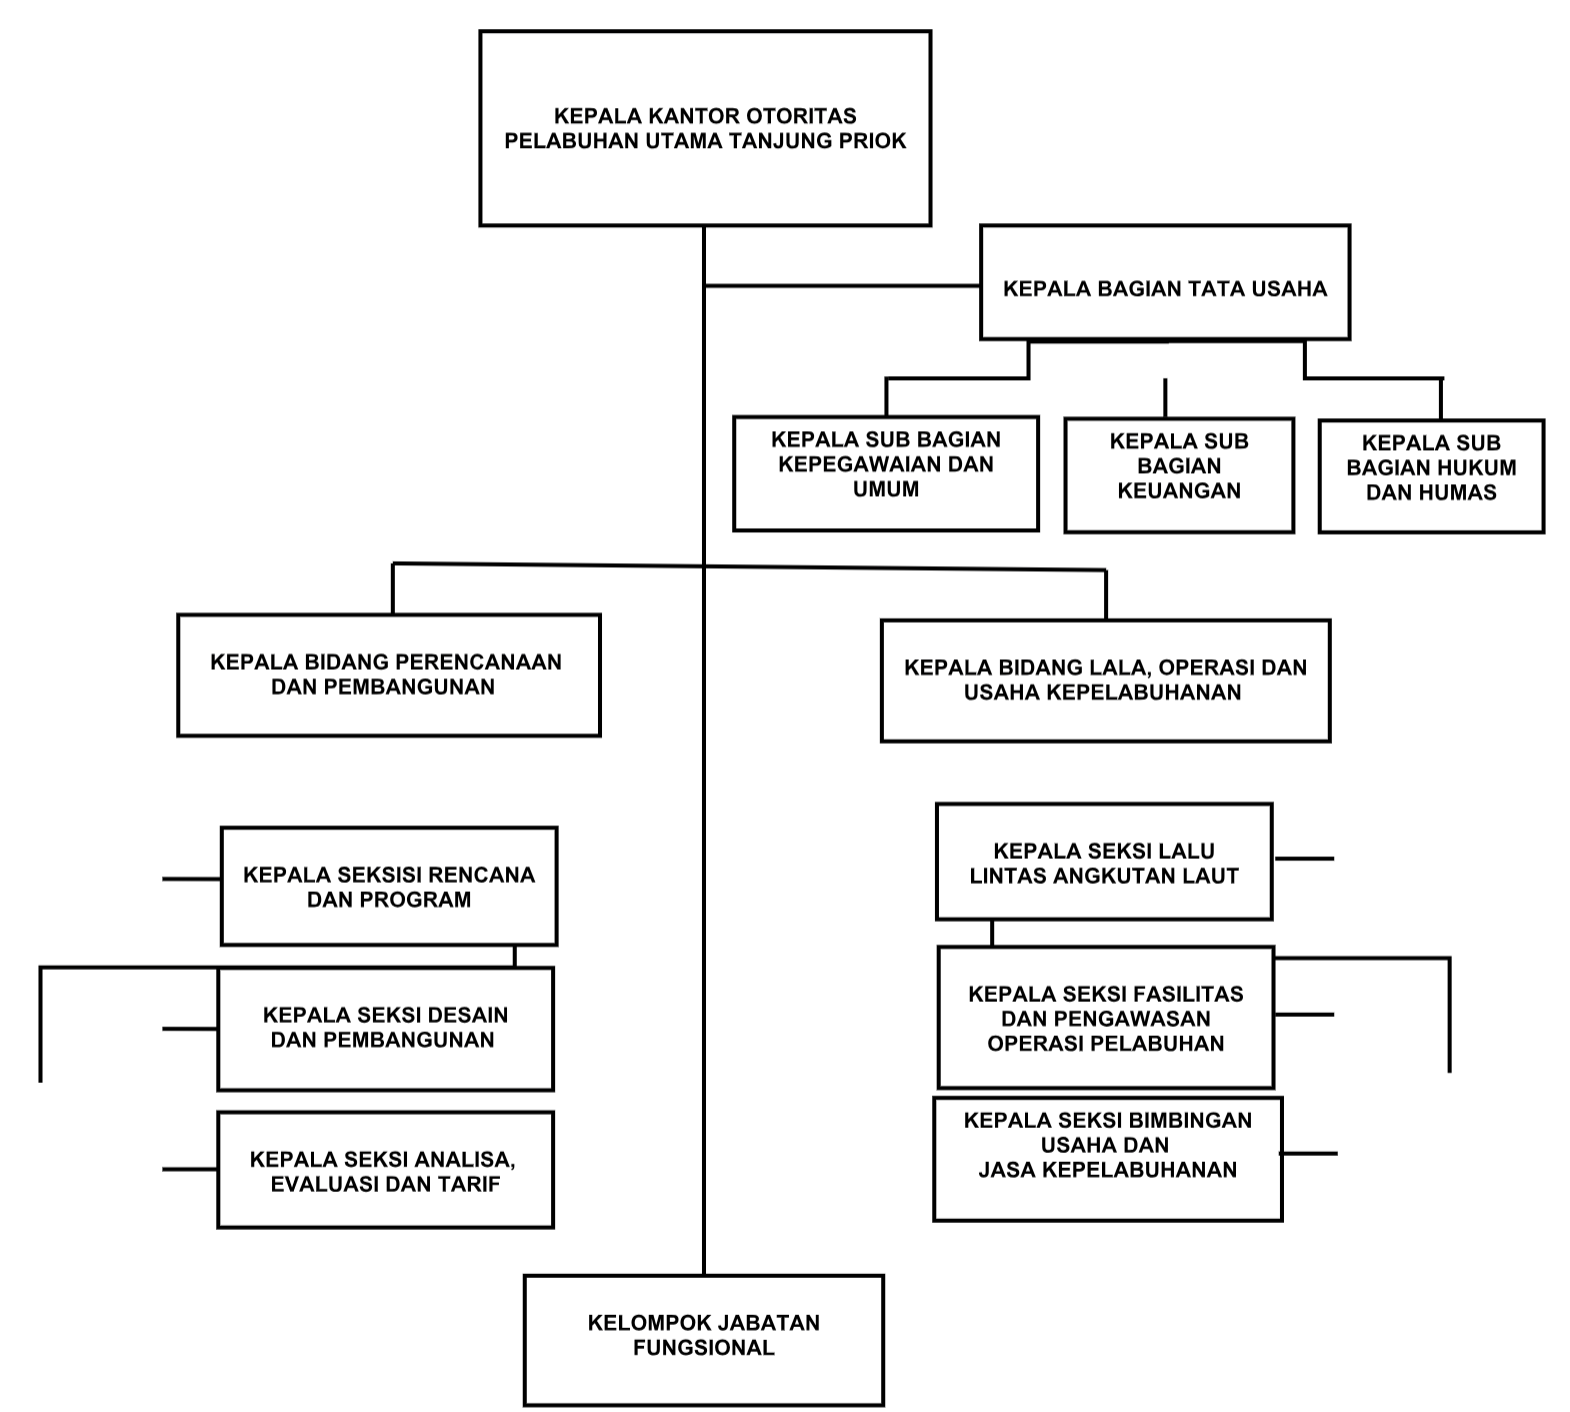 KEPALA KANTOR OTORITAS
PELABUHAN UTAMA TANJUNG PRIOK
KEPALA BAGIAN TATA USAHA
KEPALA SUB BAGIAN
KEPEGAWAIAN DAN
UMUM
KEPALA SUB
BAGIAN
KEUANGAN
KEPALA SUB
BAGIAN HUKUM
DAN HUMAS
KEPALA BIDANG PERENCANAAN
DAN PEMBANGUNAN
KEPALA BIDANG LALA, OPERASI DAN
USAHA KEPELABUHANAN
KEPALA SEKSISI RENCANA
DAN PROGRAM
KEPALA SEKSI DESAIN
DAN PEMBANGUNAN
KEPALA SEKSI ANALISA,
EVALUASI DAN TARIF
KEPALA SEKSI LALU
LINTAS ANGKUTAN LAUT
KEPALA SEKSI FASILITAS
DAN PENGAWASAN
OPERASI PELABUHAN
KEPALA SEKSI BIMBINGAN
USAHA DAN
JASA KEPELABUHANAN
KELOMPOK JABATAN
FUNGSIONAL